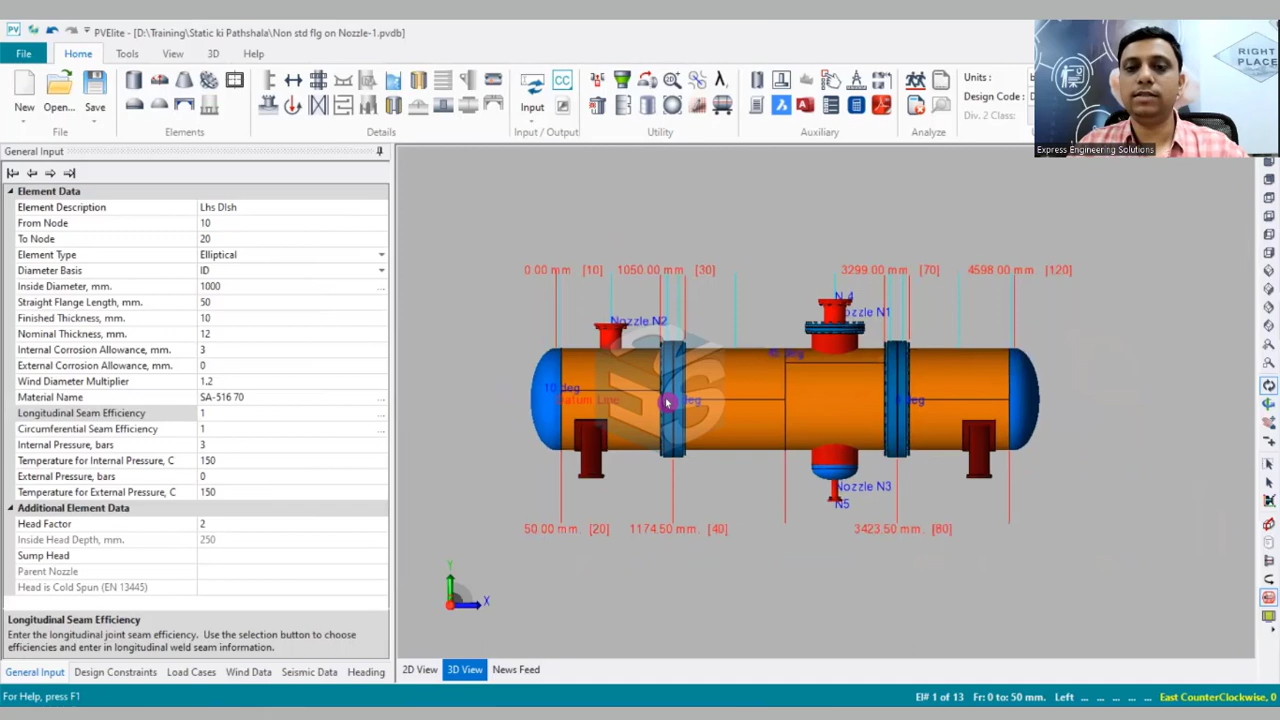 PVElite - [D:\Training\Static ki Pathshala\Non std flg on Nozzle-1.pvdb]
File
Home
Tools
View
3D
Help
New
Open...
Save
Input
File
Elements
Details
Input / Output
Utility
Auxiliary
Analyze
Units :
Design Code :
Div. 2 Class:
RIGHT
PLACE
Express Engineering Solutions
General Input
Element Data
Element Description Lhs DIsh
From Node 10
To Node 20
Element Type Elliptical
Diameter Basis ID
Inside Diameter, mm. 1000 ...
Straight Flange Length, mm. 50
Finished Thickness, mm. 10
Nominal Thickness, mm. 12
Internal Corrosion Allowance, mm. 3
External Corrosion Allowance, mm. 0
Wind Diameter Multiplier 1.2
Material Name SA-516 70 ...
Longitudinal Seam Efficiency 1 ...
Circumferential Seam Efficiency 1 ...
Internal Pressure, bars 3
Temperature for Internal Pressure, C 150
External Pressure, bars 0
Temperature for External Pressure, C 150
Additional Element Data
Head Factor 2
Inside Head Depth, mm. 250
Sump Head
Parent Nozzle
Head is Cold Spun (EN 13445)
Longitudinal Seam Efficiency
Enter the longitudinal joint seam efficiency. Use the selection button to choose
efficiencies and enter in longitudinal weld seam information.
General Input
Design Constraints
Load Cases
Wind Data
Seismic Data
Heading
0.00 mm. [10]
1050.00 mm. [30]
3299.00 mm. [70]
4598.00 mm. [120]
Nozzle N2
N 4
ozzle N1
10 deg
Datum Line
Nozzle N3
N5
50.00 mm. [20]
1174.50 mm. [40]
3423.50 mm. [80]
Y
X
2D View
3D View
News Feed
For Help, press F1
El# 1 of 13
Fr: 0 to: 50 mm.
Left
East CounterClockwise, 0